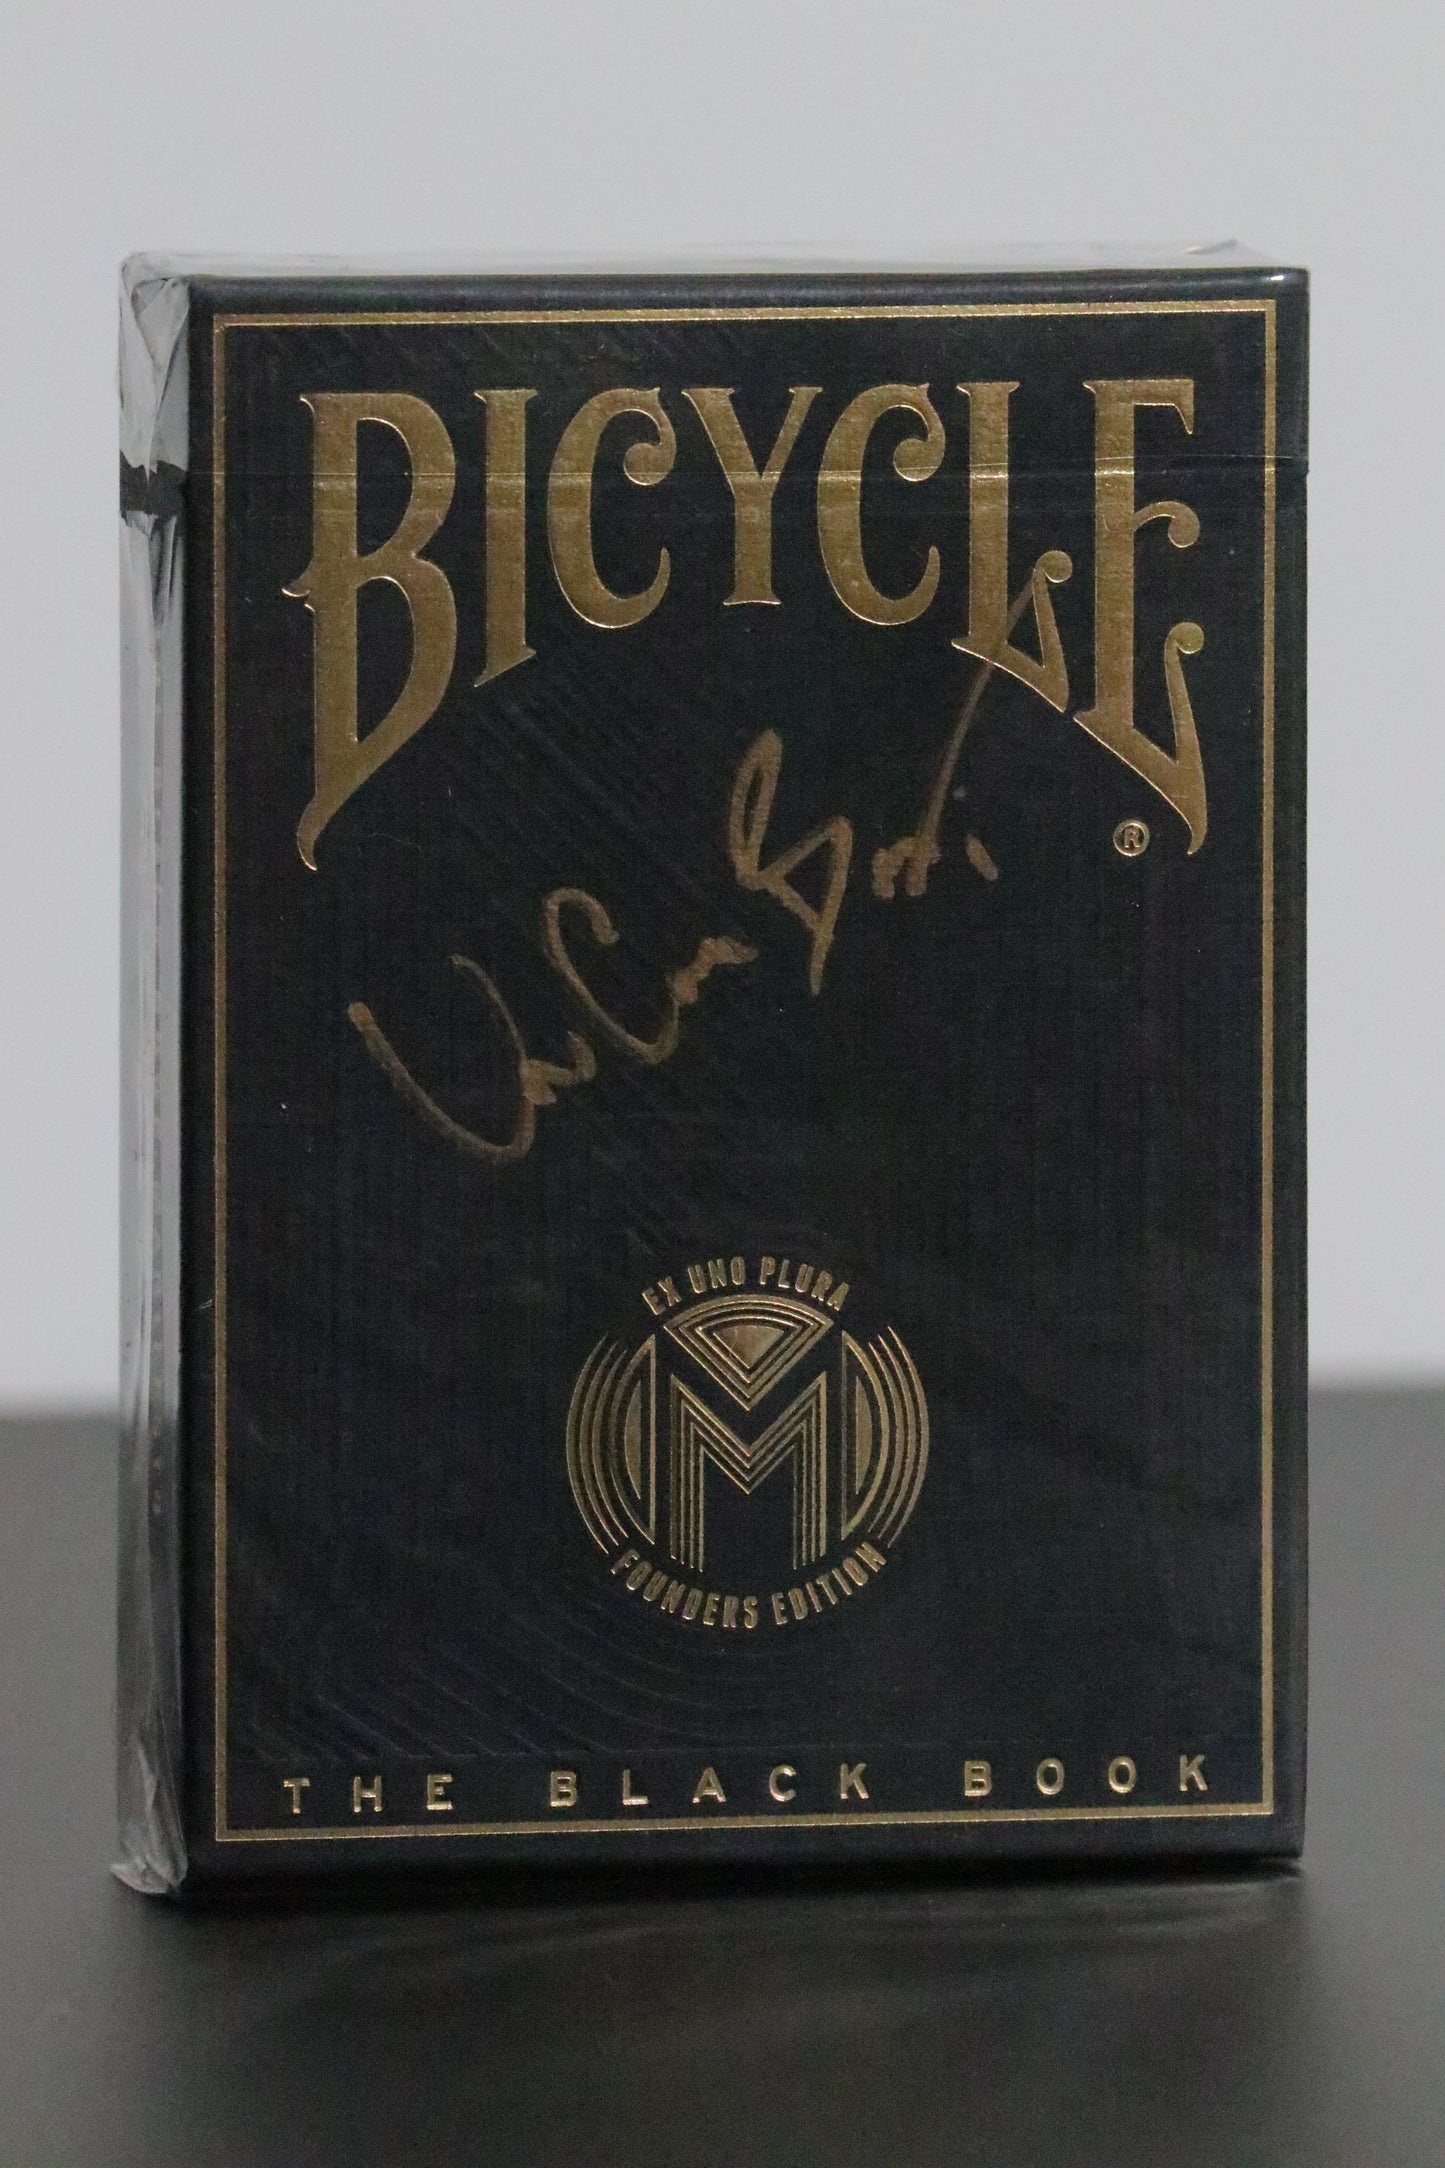 BICYCLE
®
EX UNO PLURA
M
FOUNDERS EDITION
THE BLACK BOOK